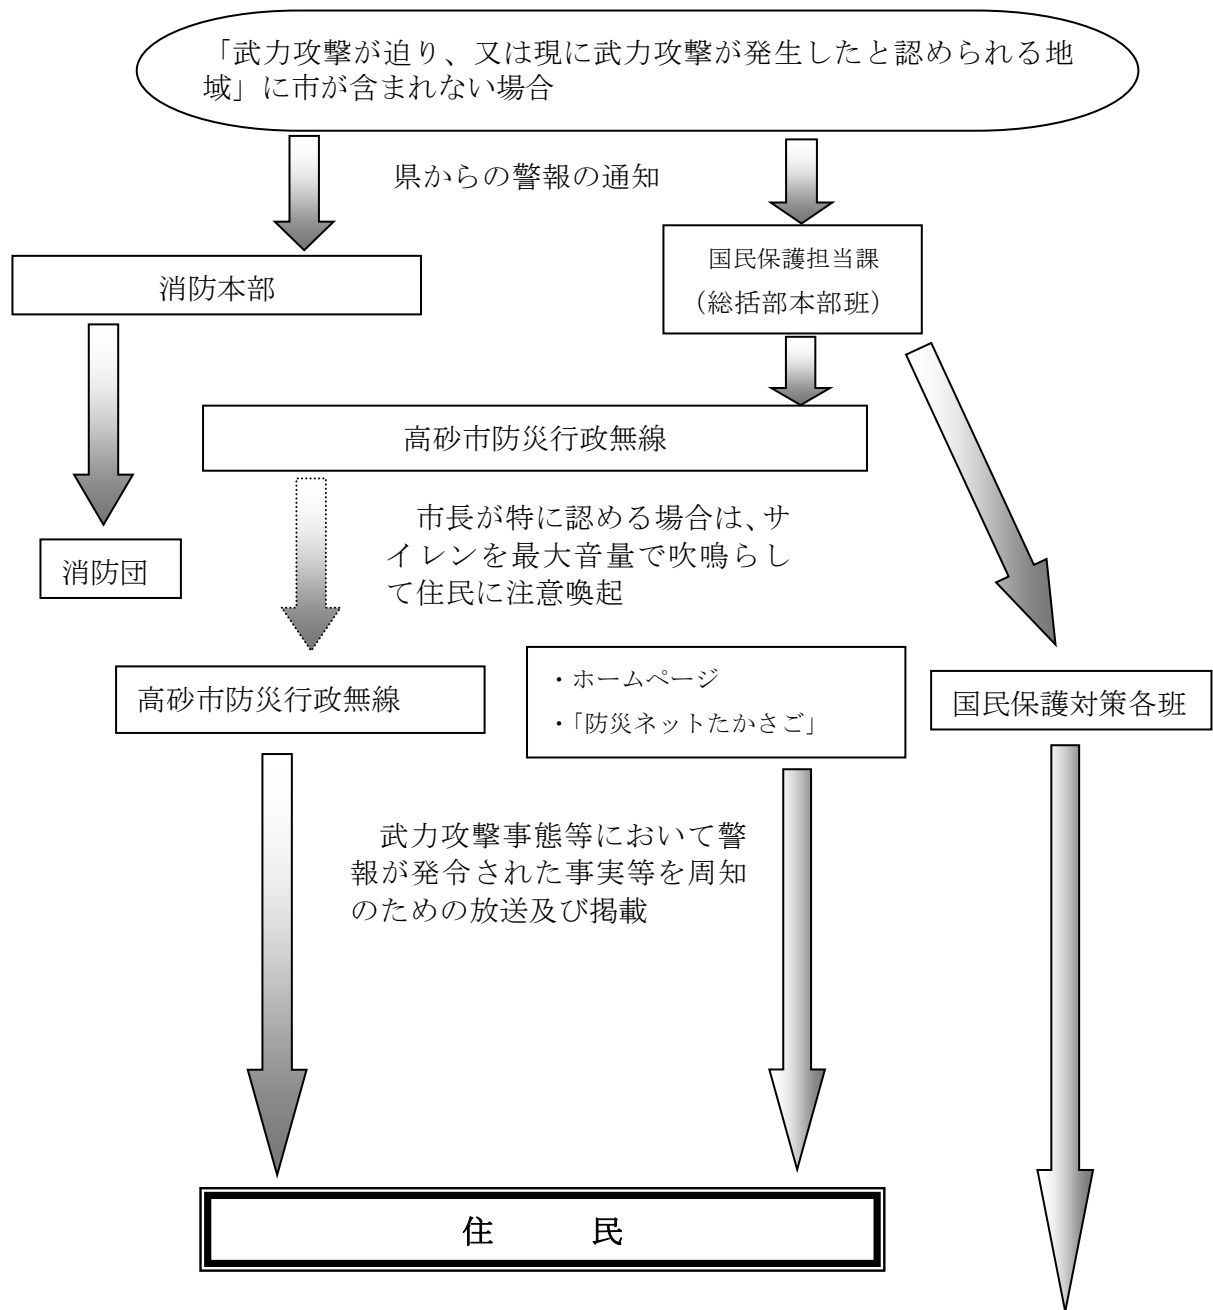 「武力攻撃が迫り、又は現に武力攻撃が発生したと認められる地
域」に市が含まれない場合
県からの警報の通知
消防本部
国民保護担当課
（総括部本部班）
高砂市防災行政無線
市長が特に認める場合は、サ
イレンを最大音量で吹鳴らし
て住民に注意喚起
消防団
高砂市防災行政無線
・ホームページ
・「防災ネットたかさご」
国民保護対策各班
武力攻撃事態等において警
報が発令された事実等を周知
のための放送及び掲載
住　　民